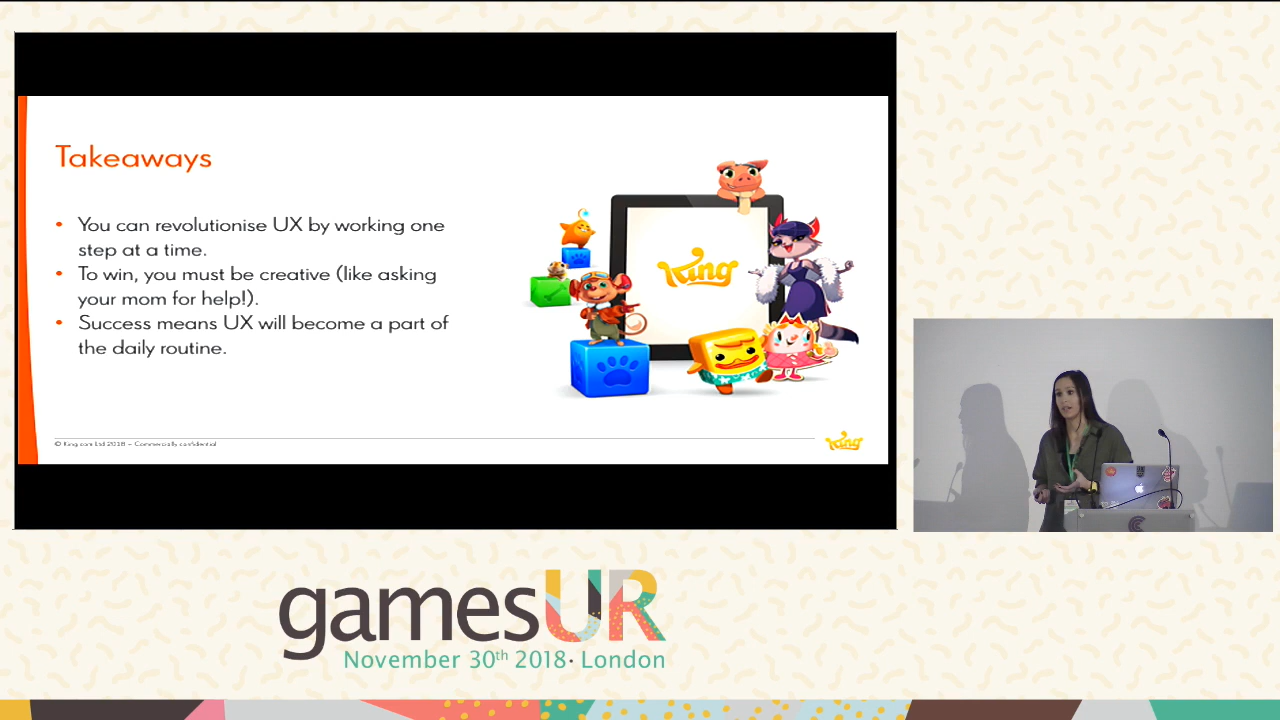 Takeaways
• You can revolutionise UX by working one
step at a time.
• To win, you must be creative (like asking
your mom for help!).
• Success means UX will become a part of
the daily routine.
King
© King.com Ltd 2018 – Commercially confidential
King
gamesUR
November 30th 2018 · London